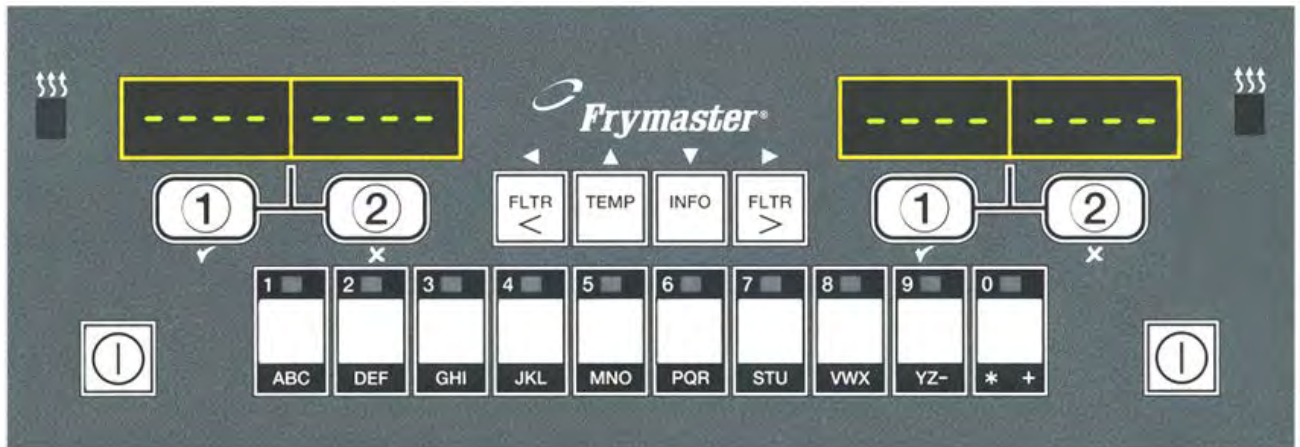 - - - - - - - -
Frymaster®
- - - - - - - -
1 2
FLTR < TEMP INFO FLTR >
1 2
1 2 3 4 5 6 7 8 9 0
ABC DEF GHI JKL MNO PQR STU VWX YZ- * +